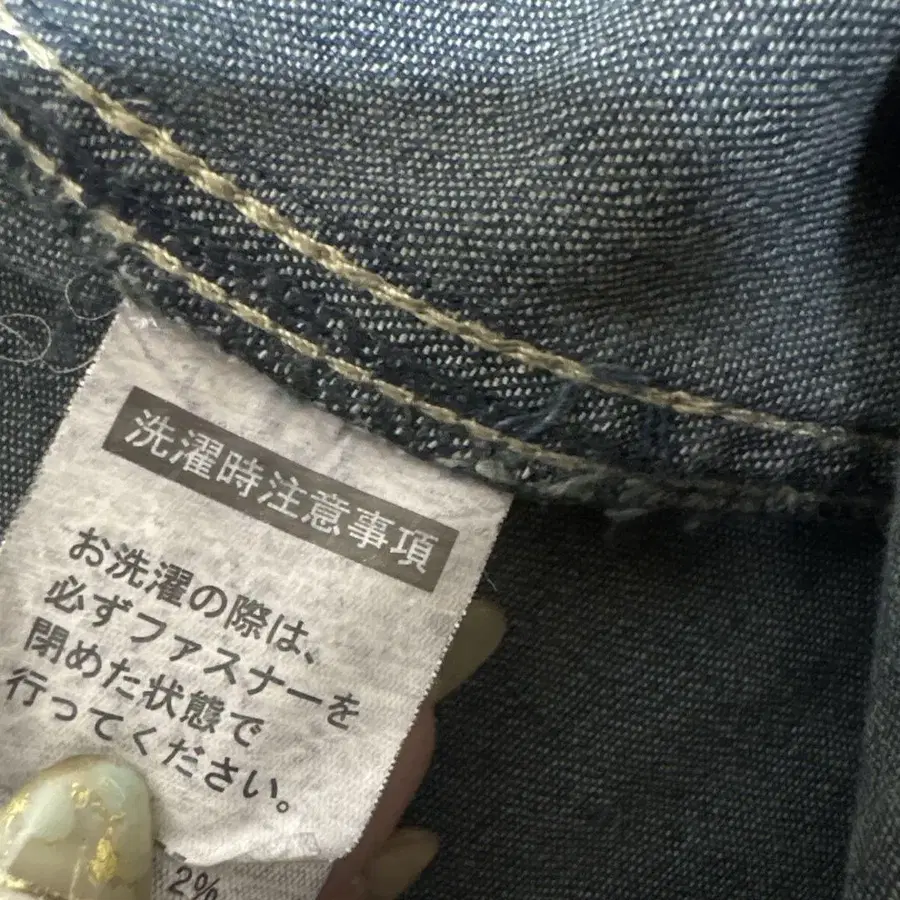 洗濯時注意事項
お洗濯の際は、
必ずファスナーを
閉めた状態で
行ってください。
2%